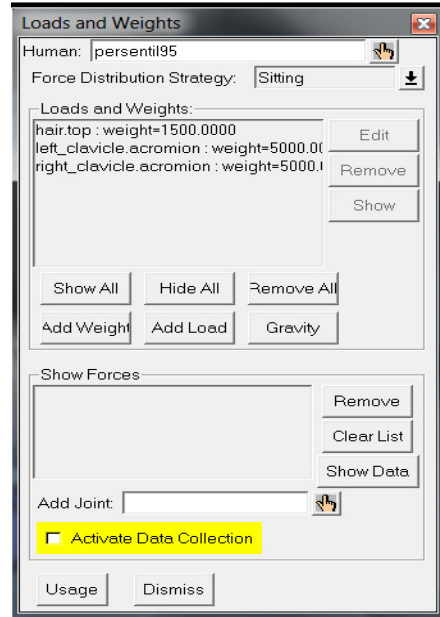 Loads and Weights
Human: persentil95
Force Distribution Strategy: Sitting
Loads and Weights:
hair.top : weight=1500.0000 Edit
left_clavicle.acromion : weight=5000.00
right_clavicle.acromion : weight=5000.0 Remove
Show
Show All Hide All Remove All
Add Weight Add Load Gravity
Show Forces
Remove
Clear List
Show Data
Add Joint:
Activate Data Collection
Usage Dismiss